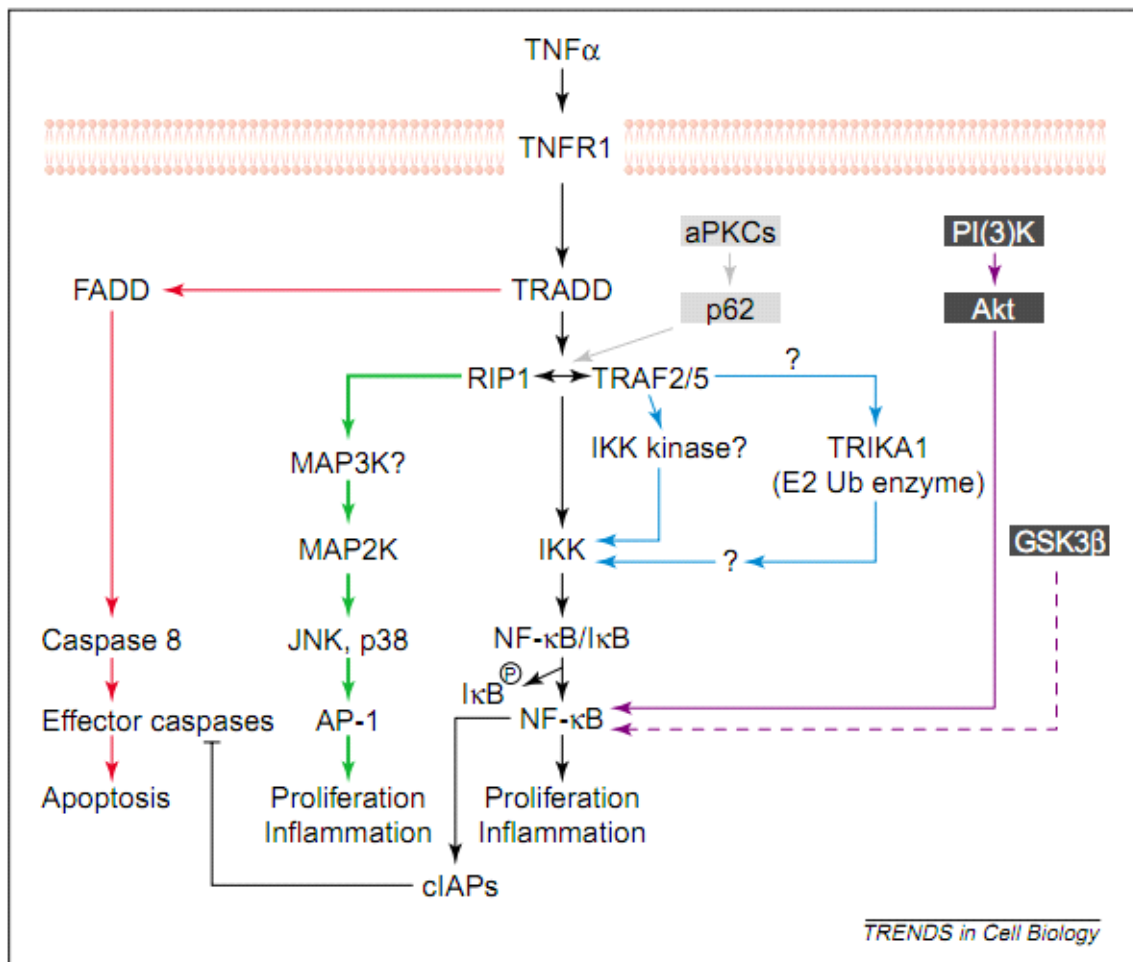 TNFα
TNFR1
aPKCs
PI(3)K
FADD
TRADD
p62
Akt
RIP1
TRAF2/5
?
MAP3K?
IKK kinase?
TRIKA1
(E2 Ub enzyme)
MAP2K
IKK
?
GSK3β
Caspase 8
JNK, p38
NF-κB/IκB
IκB
P
Effector caspases
AP-1
NF-κB
Apoptosis
Proliferation
Inflammation
Proliferation
Inflammation
cIAPs
TRENDS in Cell Biology